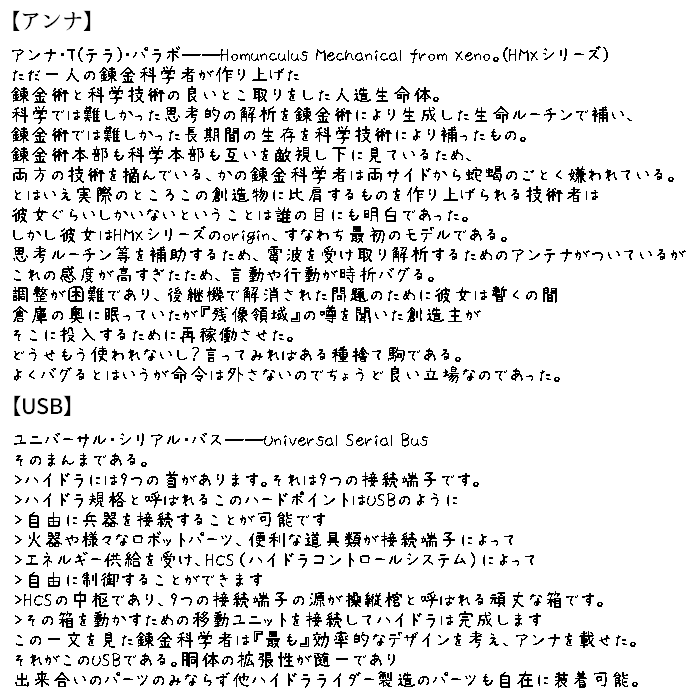 【アンナ】
アンナ・T(テラ)・パラボ――Homunculus Mechanical from Xeno。(HMXシリーズ)
ただ一人の錬金科学者が作り上げた
錬金術と科学技術の良いとこ取りをした人造生命体。
科学では難しかった思考的の解析を錬金術により生成した生命ルーチンで補い、
錬金術では難しかった長期間の生存を科学技術により補ったもの。
錬金術本部も科学本部も互いを敵視し下に見ているため、
両方の技術を摘んでいる、かの錬金科学者は両サイドから蛇蝎のごとく嫌われている。
とはいえ実際のところこの創造物に比肩するものを作り上げられる技術者は
彼女ぐらいしかいないということは誰の目にも明白であった。
しかし彼女はHMXシリーズのorigin、すなわち最初のモデルである。
思考ルーチン等を補助するため、電波を受け取り解析するためのアンテナがついているが
これの感度が高すぎたため、言動や行動が時折バグる。
調整が困難であり、後継機で解消された問題のために彼女は暫くの間
倉庫の奥に眠っていたが『残像領域』の噂を聞いた創造主が
そこに投入するために再稼働させた。
どうせもう使われないし?言ってみればある種捨て駒である。
よくバグるとはいうが命令は外さないのでちょうど良い立場なのであった。
【USB】
ユニバーサル・シリアル・バス――Universal Serial Bus
そのまんまである。
>ハイドラには9つの首があります。それは9つの接続端子です。
>ハイドラ規格と呼ばれるこのハードポイントはUSBのように
>自由に兵器を接続することが可能です
>火器や様々なロボットパーツ、便利な道具類が接続端子によって
>エネルギー供給を受け、HCS(ハイドラコントロールシステム)によって
>自由に制御することができます
>HCSの中枢であり、9つの接続端子の源が操縦棺と呼ばれる頑丈な箱です。
>その箱を動かすための移動ユニットを接続してハイドラは完成します
この一文を見た錬金科学者は『最も』効率的なデザインを考え、アンナを載せた。
それがこのUSBである。胴体の拡張性が随一であり
出来合いのパーツのみならず他ハイドラライダー製造のパーツも自在に装着可能。